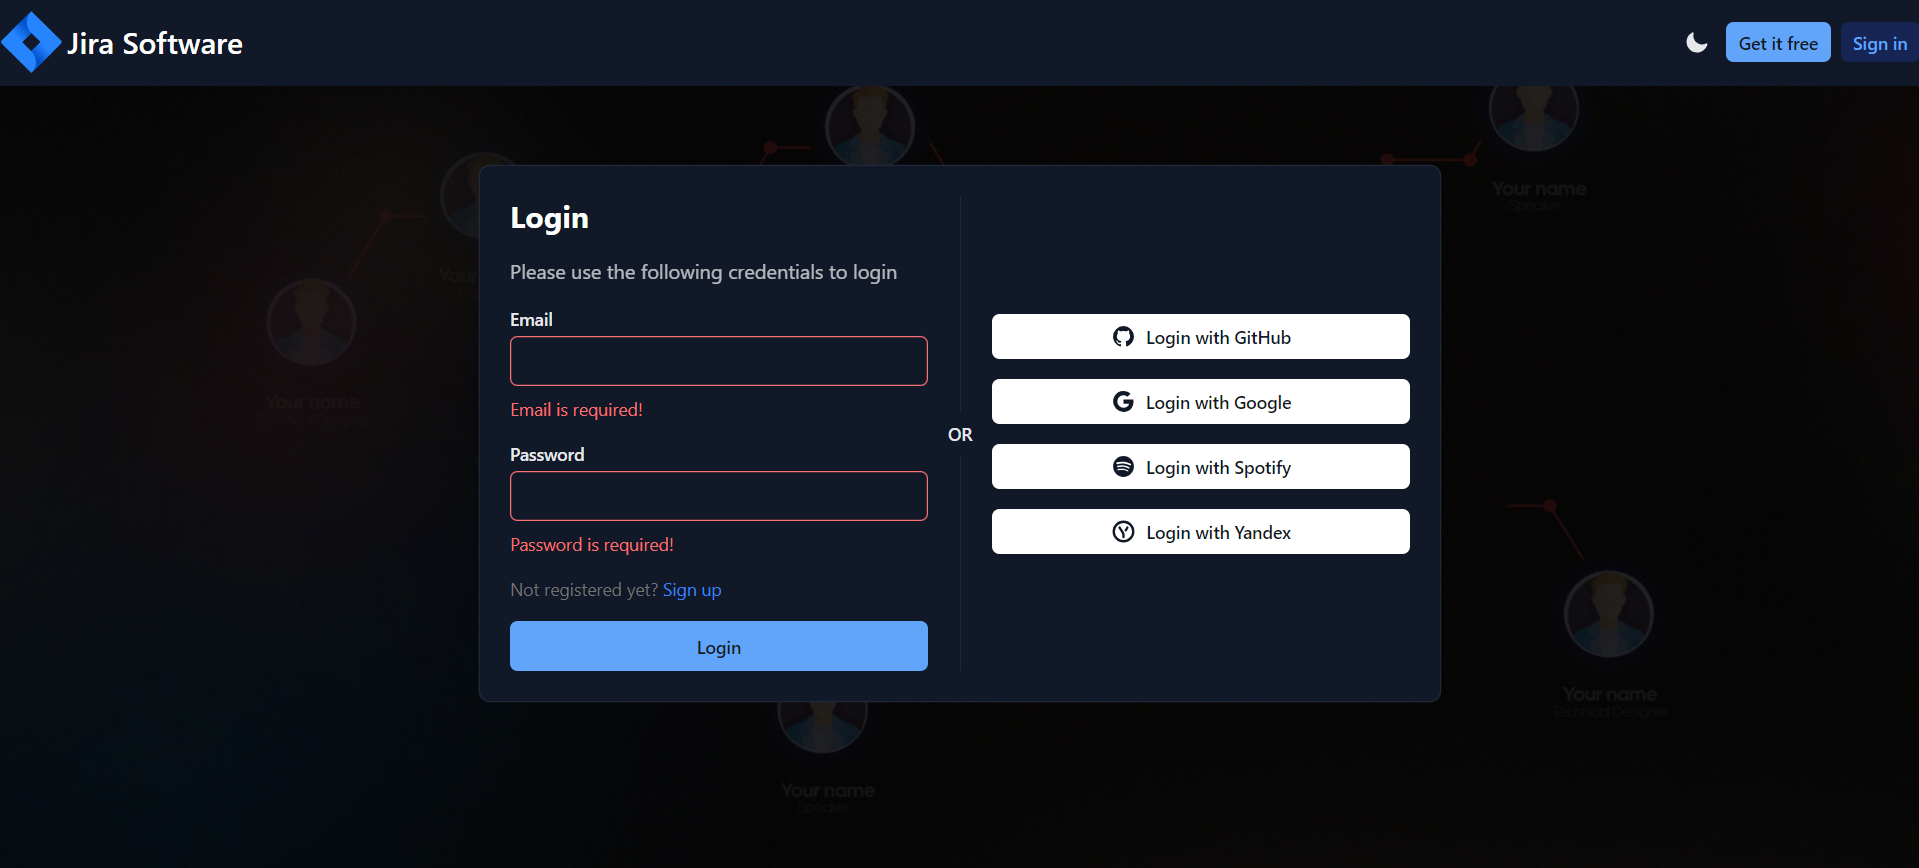 Jira Software
Get it free
Sign in
Your name
Speaker
Login
Please use the following credentials to login
Email
Email is required!
Password
Password is required!
Not registered yet? Sign up
Login
OR
Login with GitHub
Login with Google
Login with Spotify
Login with Yandex
Your
Your name
Your name
Technical Designer
Your name
Speaker